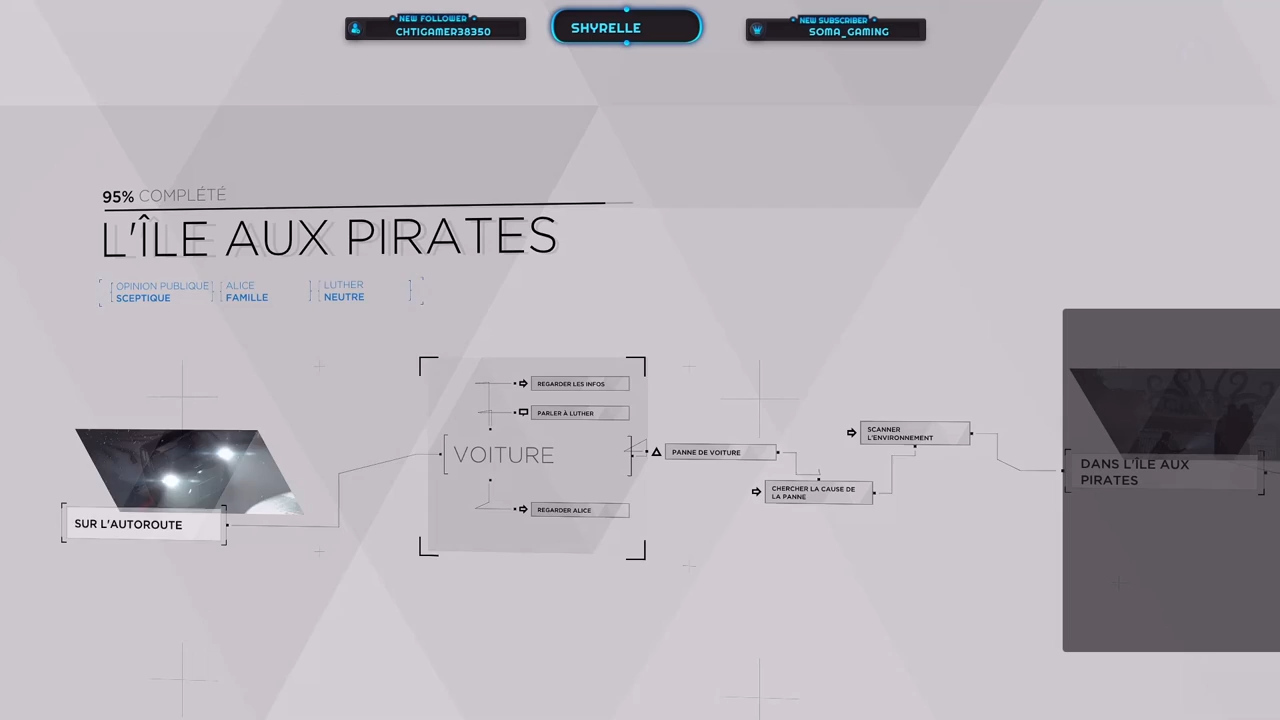 NEW FOLLOWER
CHTIGAMER38350
SHYRELLE
NEW SUBSCRIBER
SOMA_GAMING
95% COMPLÉTÉ
L'ÎLE AUX PIRATES
OPINION PUBLIQUE
SCEPTIQUE
ALICE
FAMILLE
LUTHER
NEUTRE
SUR L'AUTOROUTE
REGARDER LES INFOS
PARLER À LUTHER
VOITURE
REGARDER ALICE
PANNE DE VOITURE
CHERCHER LA CAUSE DE
LA PANNE
SCANNER
L'ENVIRONNEMENT
DANS L'ÎLE AUX
PIRATES